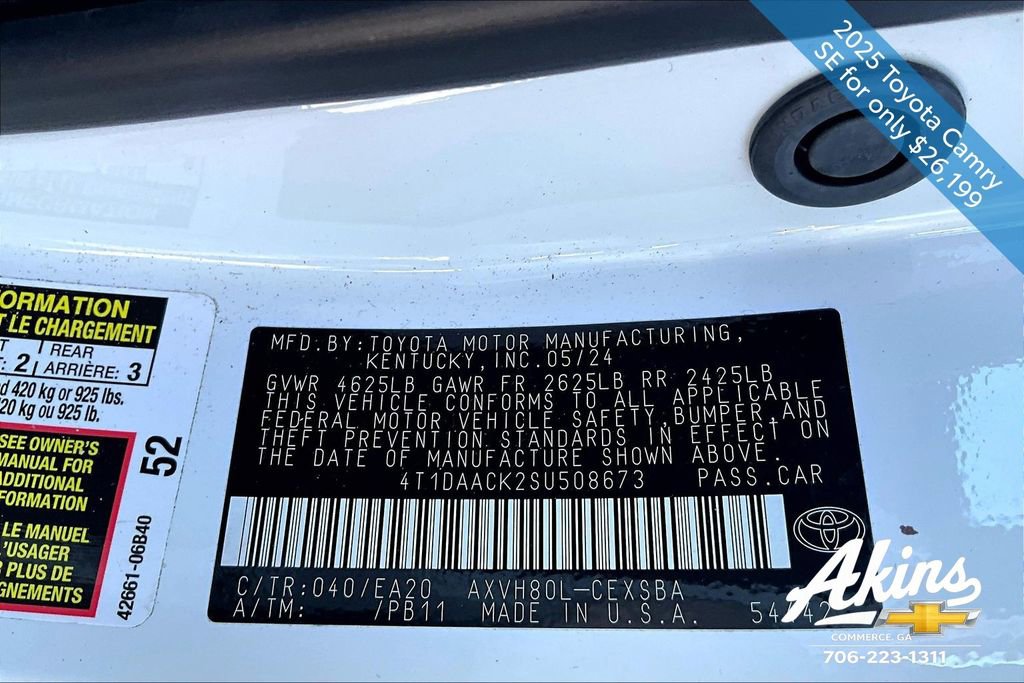 2025 Toyota Camry
SE for only $26,199
ORMATION
T LE CHARGEMENT
T | REAR
: 2 | ARRIÈRE: 3
d 420 kg or 925 lbs.
20 kg ou 925 lb.
SEE OWNER'S
MANUAL FOR
ADDITIONAL
INFORMATION
LE MANUEL
L'USAGER
PLUS DE
IGNEMENTS
52
42661-06B40
MFD.BY:TOYOTA MOTOR MANUFACTURING,
KENTUCKY,INC.05/24
GVWR 4625LB GAWR FR 2625LB RR 2425LB
THIS VEHICLE CONFORMS TO ALL APPLICABLE
FEDERAL MOTOR VEHICLE SAFETY,BUMPER,AND
THEFT PREVENTION STANDARDS IN EFFECT ON
THE DATE OF MANUFACTURE SHOWN ABOVE.
4T1DAACK2SU508673 PASS.CAR
C/TR:040/EA20 AXVH80L-CEXSBA
A/TM: /PB11 MADE IN U.S.A.
Akins
COMMERCE, GA
706-223-1311